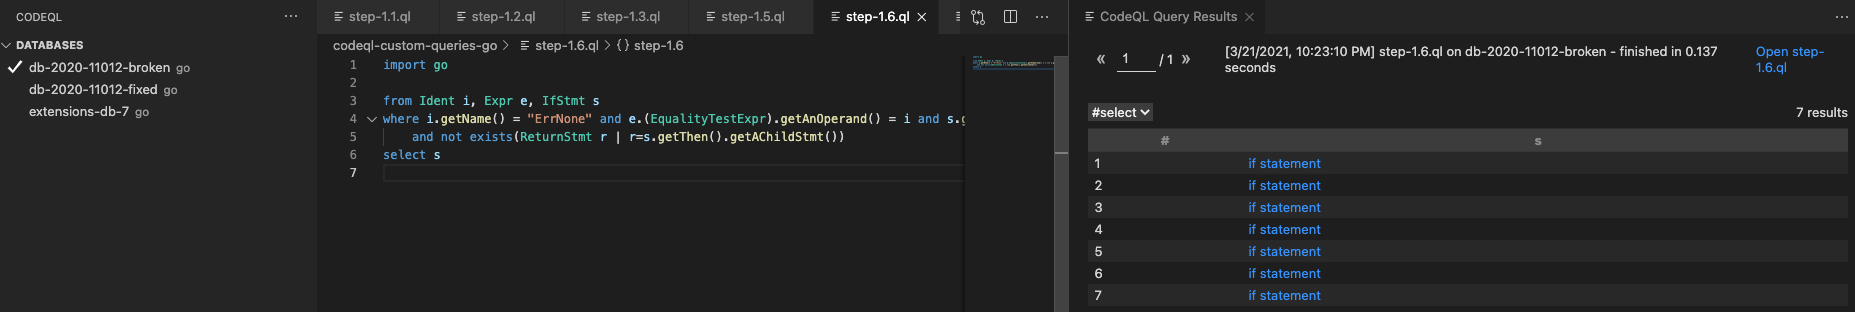 CODEQL
DATABASES
db-2020-11012-broken go
db-2020-11012-fixed go
extensions-db-7 go
step-1.1.ql step-1.2.ql step-1.3.ql step-1.5.ql step-1.6.ql
codeql-custom-queries-go > step-1.6.ql > {} step-1.6
1 import go
2
3 from Ident i, Expr e, IfStmt s
4 where i.getName() = "ErrNone" and e.(EqualityTestExpr).getAnOperand() = i and s.g
5 and not exists(ReturnStmt r | r=s.getThen().getAChildStmt())
6 select s
7
CodeQL Query Results
« 1 / 1 »
[3/21/2021, 10:23:10 PM] step-1.6.ql on db-2020-11012-broken - finished in 0.137
seconds
Open step-
1.6.ql
#select 7 results
# s
1 if statement
2 if statement
3 if statement
4 if statement
5 if statement
6 if statement
7 if statement